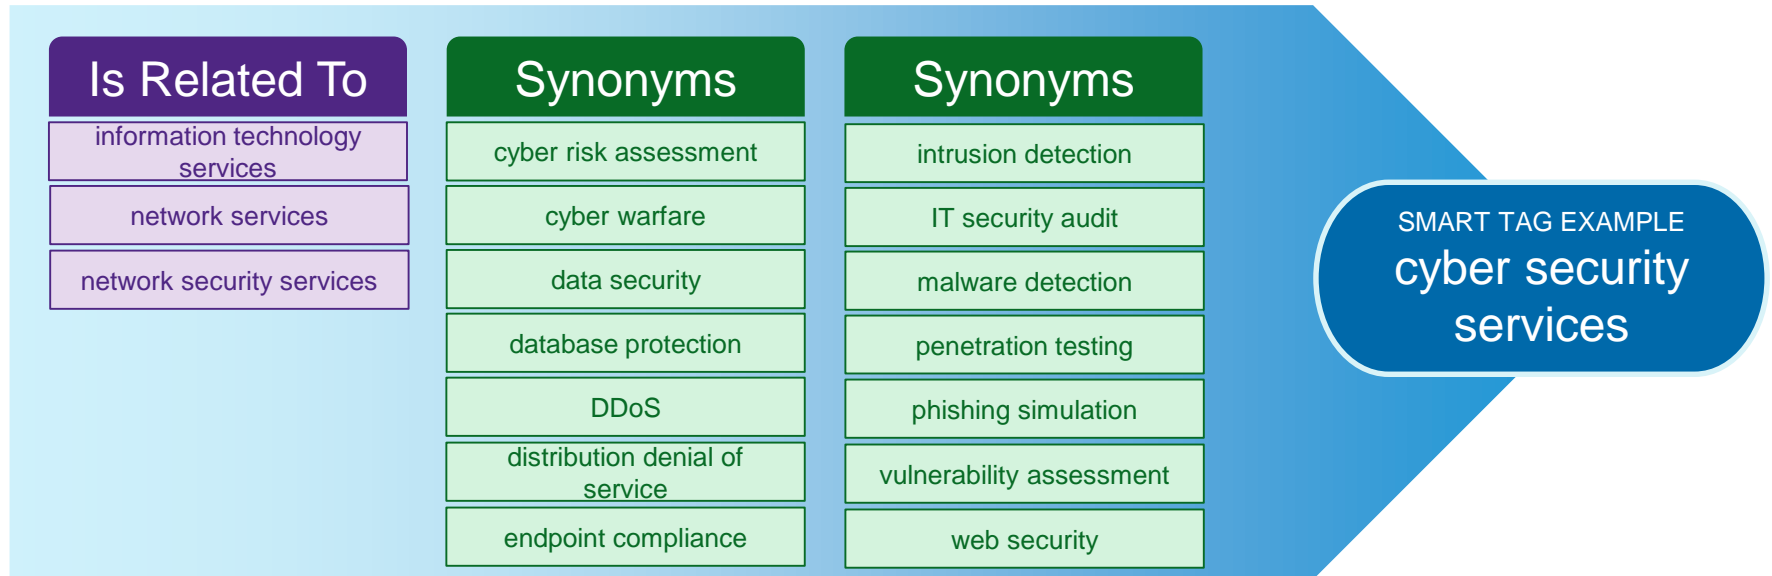 Is Related To
information technology
services
network services
network security services
Synonyms
cyber risk assessment
cyber warfare
data security
database protection
DDoS
distribution denial of
service
endpoint compliance
Synonyms
intrusion detection
IT security audit
malware detection
penetration testing
phishing simulation
vulnerability assessment
web security
SMART TAG EXAMPLE
cyber security
services